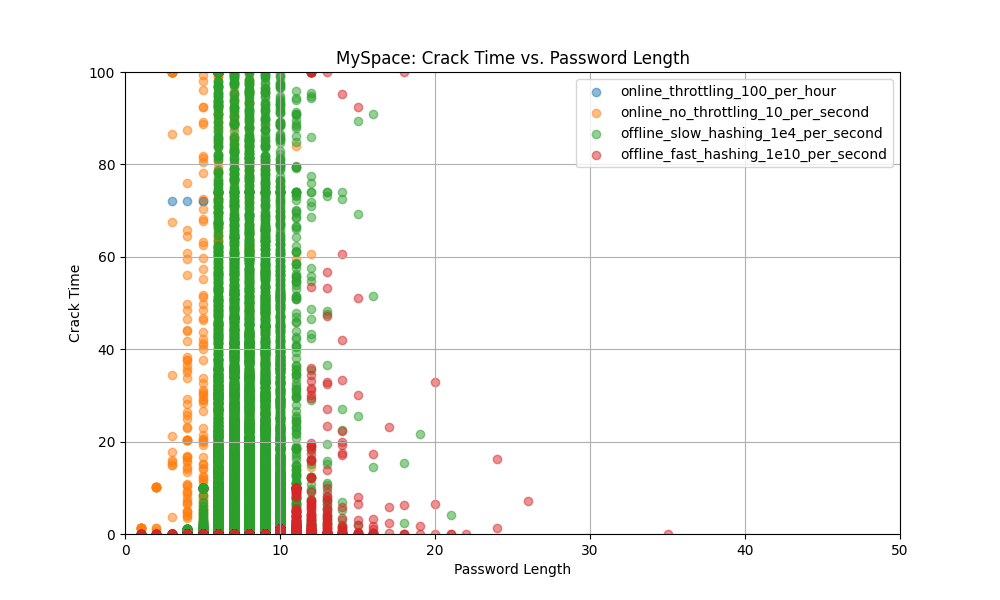 MySpace: Crack Time vs. Password Length
100
80
60
40
20
0
Crack Time
online_throttling_100_per_hour
online_no_throttling_10_per_second
offline_slow_hashing_1e4_per_second
offline_fast_hashing_1e10_per_second
0 10 20 30 40 50
Password Length